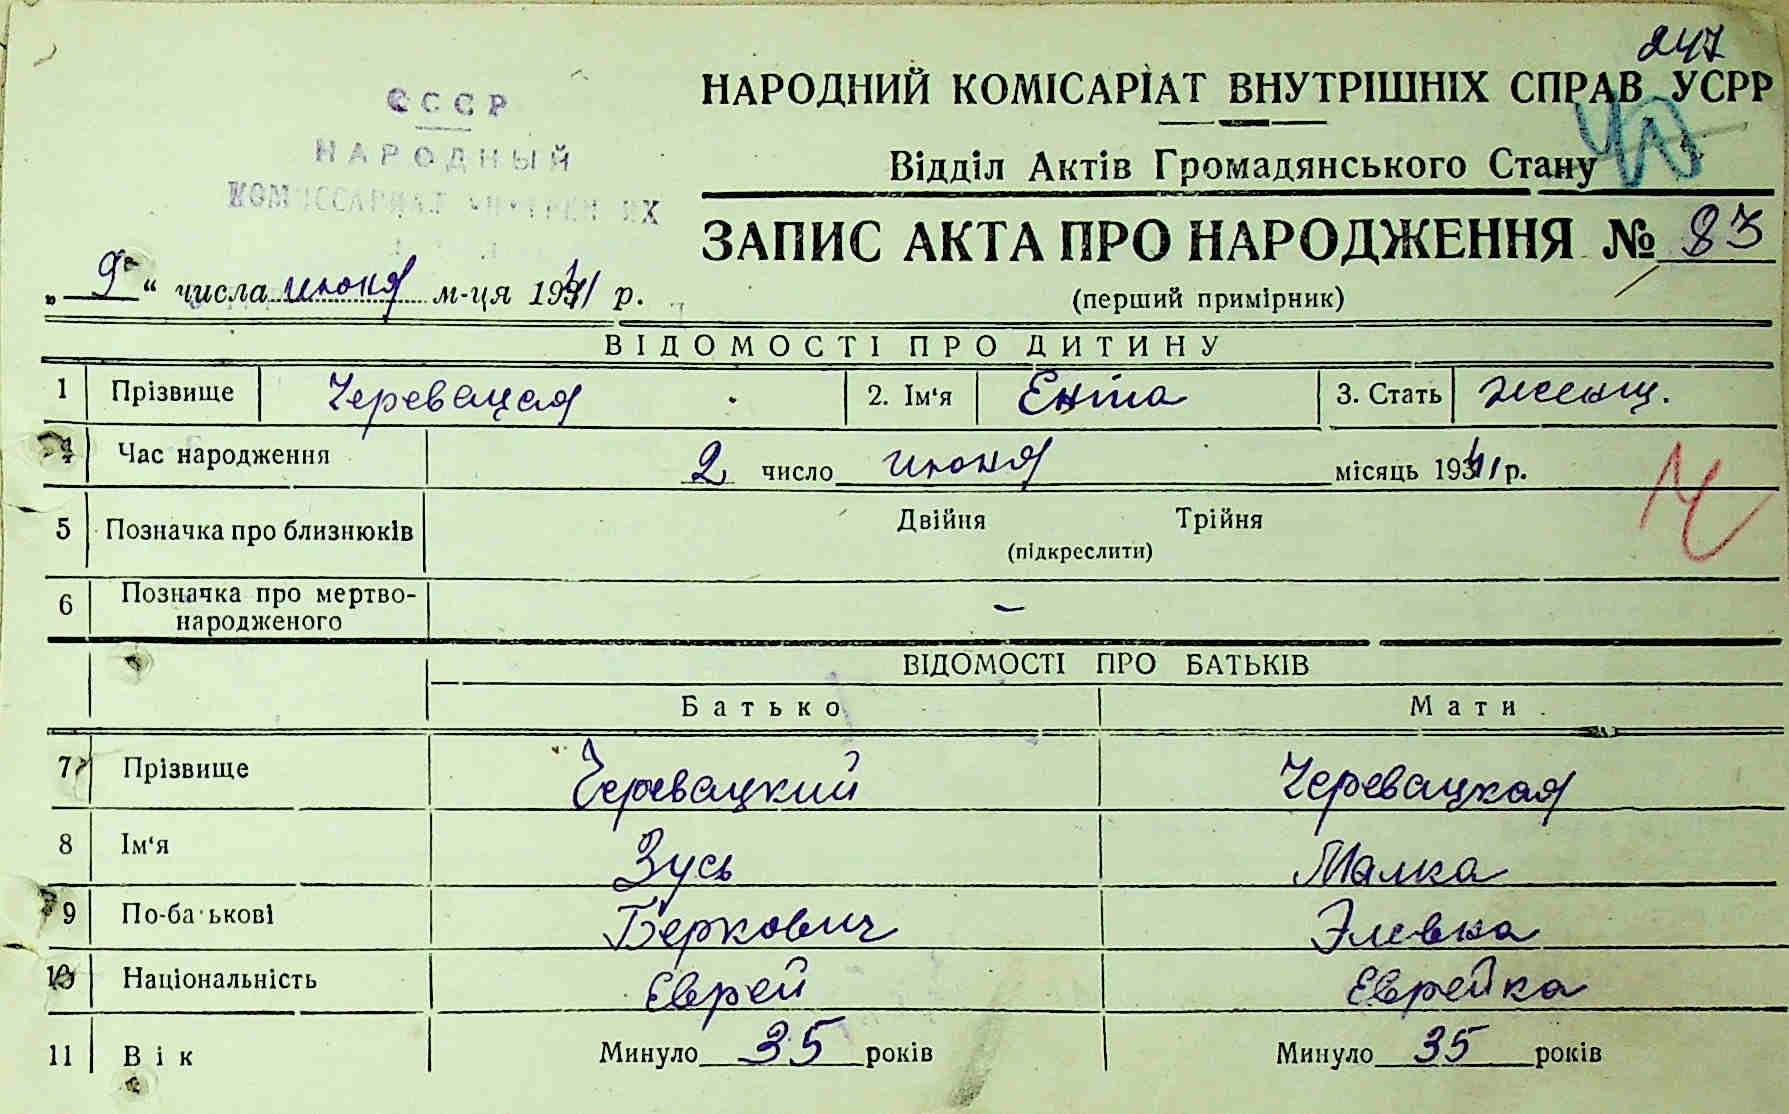 247
СССР
НАРОДНЫЙ
КОМИССАРИАТ ВНУТРЕННИХ
НАРОДНИЙ КОМІСАРІАТ ВНУТРІШНІХ СПРАВ УСРР
Відділ Актів Громадянського Стану
ЗАПИС АКТА ПРО НАРОДЖЕННЯ № 83
(перший примірник)
„ 9 “ числа июня м-ця 1941 р.
ВІДОМОСТІ ПРО ДИТИНУ
1 Прізвище Черевацая 2. Ім‘я Ента 3. Стать женщ.
4 Час народження 2 число июня місяць 1941 р.
5 Позначка про близнюків Двійня Трійня
(підкреслити)
6 Позначка про мертво-
народженого –
ВІДОМОСТІ ПРО БАТЬКІВ
Батько Мати
7 Прізвище Черевацкий Черевацкая
8 Ім‘я Зусь Малка
9 По-батькові Беркович Элевна
10 Національність Еврей Еврейка
11 Вік Минуло 35 років Минуло 35 років